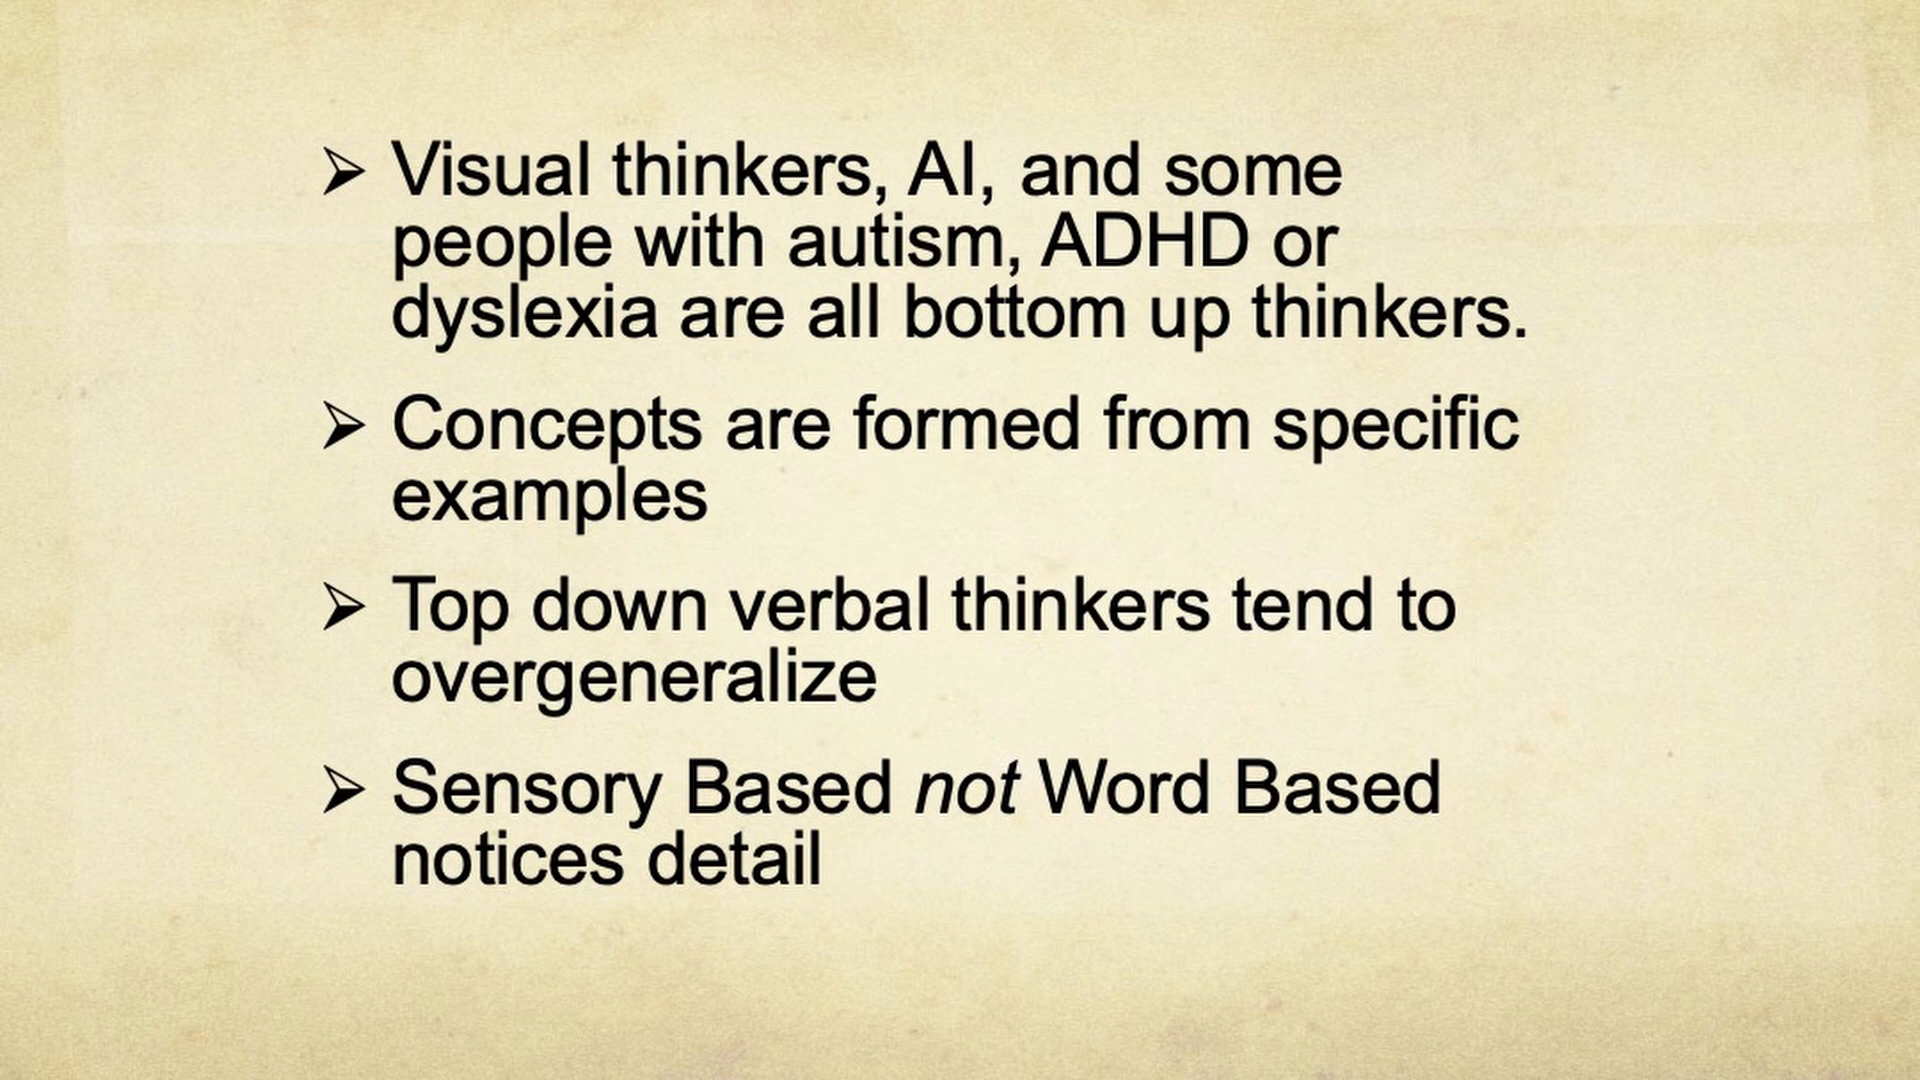 ➢ Visual thinkers, AI, and some
people with autism, ADHD or
dyslexia are all bottom up thinkers.
➢ Concepts are formed from specific
examples
➢ Top down verbal thinkers tend to
overgeneralize
➢ Sensory Based not Word Based
notices detail